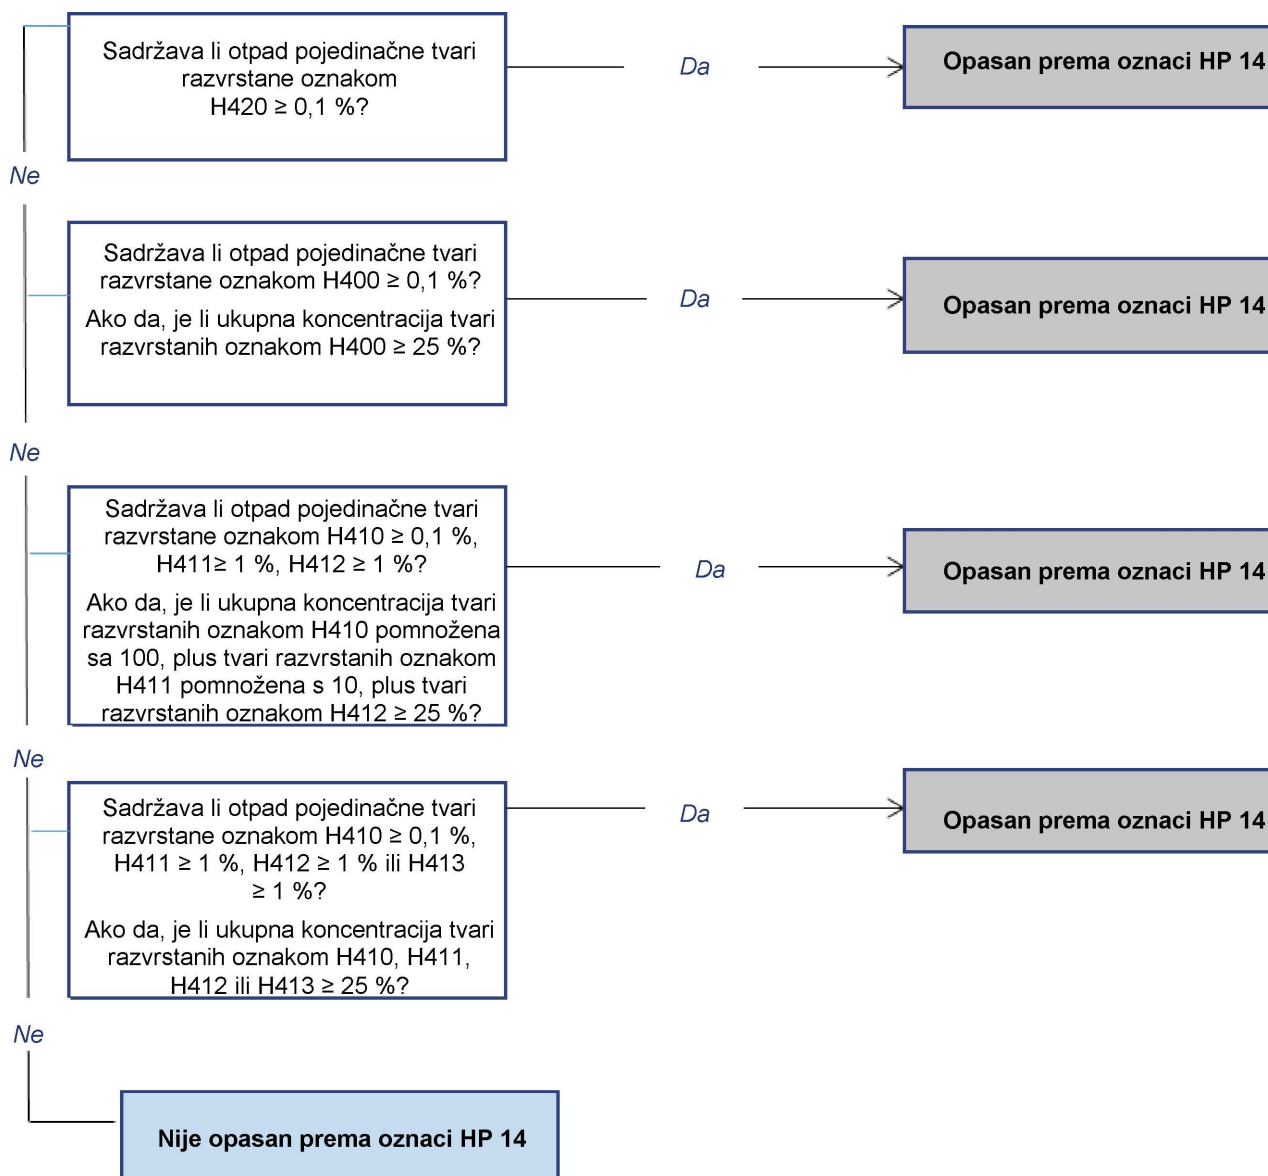 Sadržava li otpad pojedinačne tvari
razvrstane oznakom
H420 ≥ 0,1 %?
Da
Opasan prema oznaci HP 14
Ne
Sadržava li otpad pojedinačne tvari
razvrstane oznakom H400 ≥ 0,1 %?
Ako da, je li ukupna koncentracija tvari
razvrstanih oznakom H400 ≥ 25 %?
Da
Opasan prema oznaci HP 14
Ne
Sadržava li otpad pojedinačne tvari
razvrstane oznakom H410 ≥ 0,1 %,
H411≥ 1 %, H412 ≥ 1 %?
Ako da, je li ukupna koncentracija tvari
razvrstanih oznakom H410 pomnožena
sa 100, plus tvari razvrstanih oznakom
H411 pomnožena s 10, plus tvari
razvrstanih oznakom H412 ≥ 25 %?
Da
Opasan prema oznaci HP 14
Ne
Sadržava li otpad pojedinačne tvari
razvrstane oznakom H410 ≥ 0,1 %,
H411 ≥ 1 %, H412 ≥ 1 % ili H413
≥ 1 %?
Ako da, je li ukupna koncentracija tvari
razvrstanih oznakom H410, H411,
H412 ili H413 ≥ 25 %?
Da
Opasan prema oznaci HP 14
Ne
Nije opasan prema oznaci HP 14